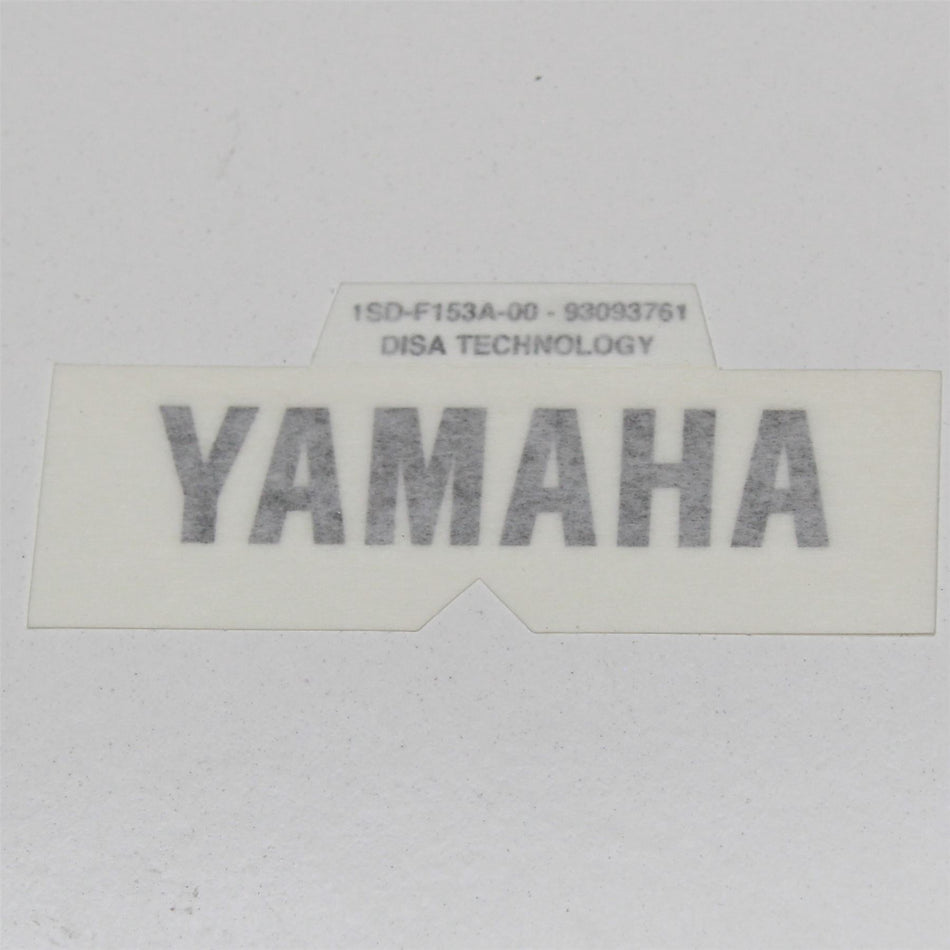 1SD-F153A-00 - 93093761
DISA TECHNOLOGY
YAMAHA